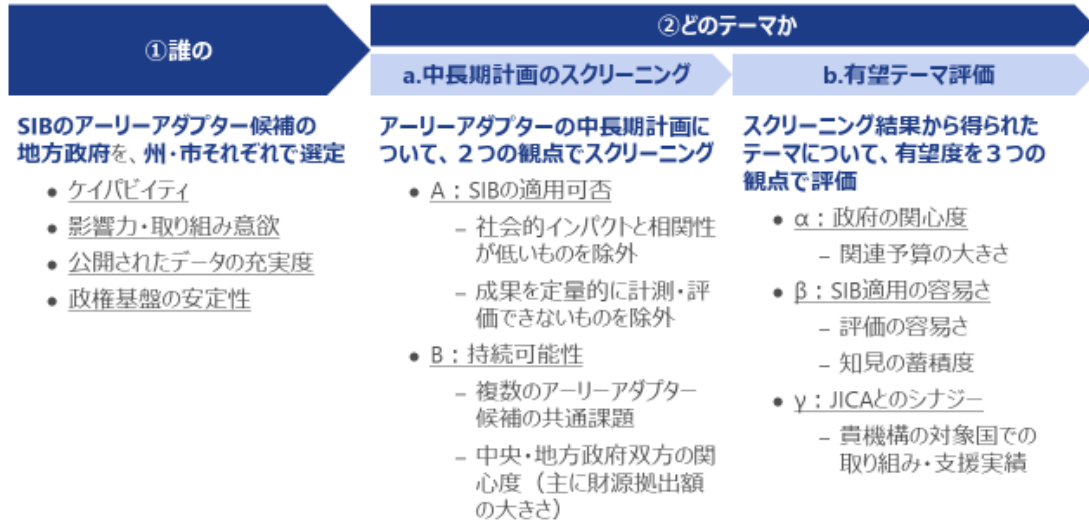 ①誰の
②どのテーマか
a.中長期計画のスクリーニング
b.有望テーマ評価
SIBのアーリーアダプター候補の
地方政府を、州・市それぞれで選定
• ケイパビイティ
• 影響力・取り組み意欲
• 公開されたデータの充実度
• 政権基盤の安定性
アーリーアダプターの中長期計画に
ついて、２つの観点でスクリーニング
• A：SIBの適用可否
– 社会的インパクトと相関性
が低いものを除外
– 成果を定量的に計測・評
価できないものを除外
• B：持続可能性
– 複数のアーリーアダプター
候補の共通課題
– 中央・地方政府双方の関
心度（主に財源拠出額
の大きさ）
スクリーニング結果から得られた
テーマについて、有望度を３つの
観点で評価
• α：政府の関心度
– 関連予算の大きさ
• β：SIB適用の容易さ
– 評価の容易さ
– 知見の蓄積度
• γ：JICAとのシナジー
– 貴機構の対象国での
取り組み・支援実績